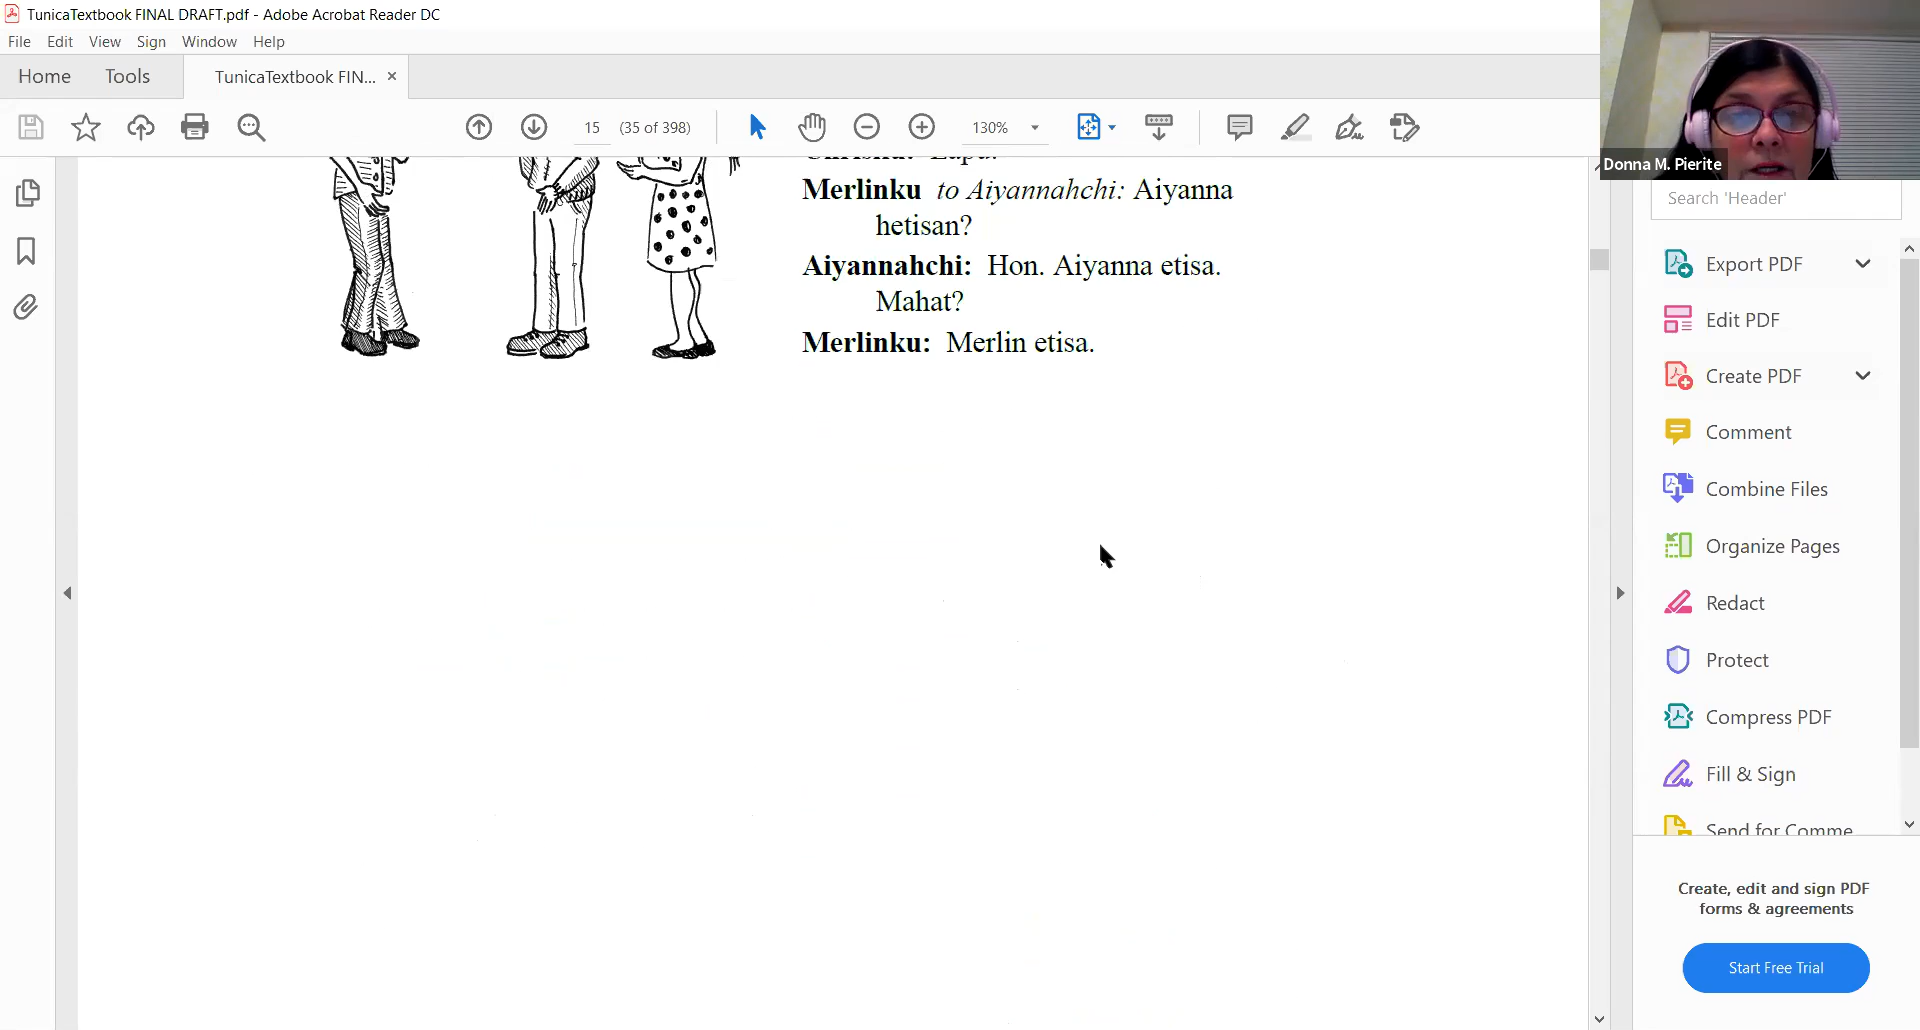 TunicaTextbook FINAL DRAFT.pdf - Adobe Acrobat Reader DC
File Edit View Sign Window Help
Home Tools TunicaTextbook FIN... ×
15 (35 of 398) 130%
Donna M. Pierite
Merlinku to Aiyannahchi: Aiyanna
hetisan?
Aiyannahchi: Hon. Aiyanna etisa.
Mahat?
Merlinku: Merlin etisa.
Search 'Header'
Export PDF
Edit PDF
Create PDF
Comment
Combine Files
Organize Pages
Redact
Protect
Compress PDF
Fill & Sign
Send for Comme
Create, edit and sign PDF
forms & agreements
Start Free Trial